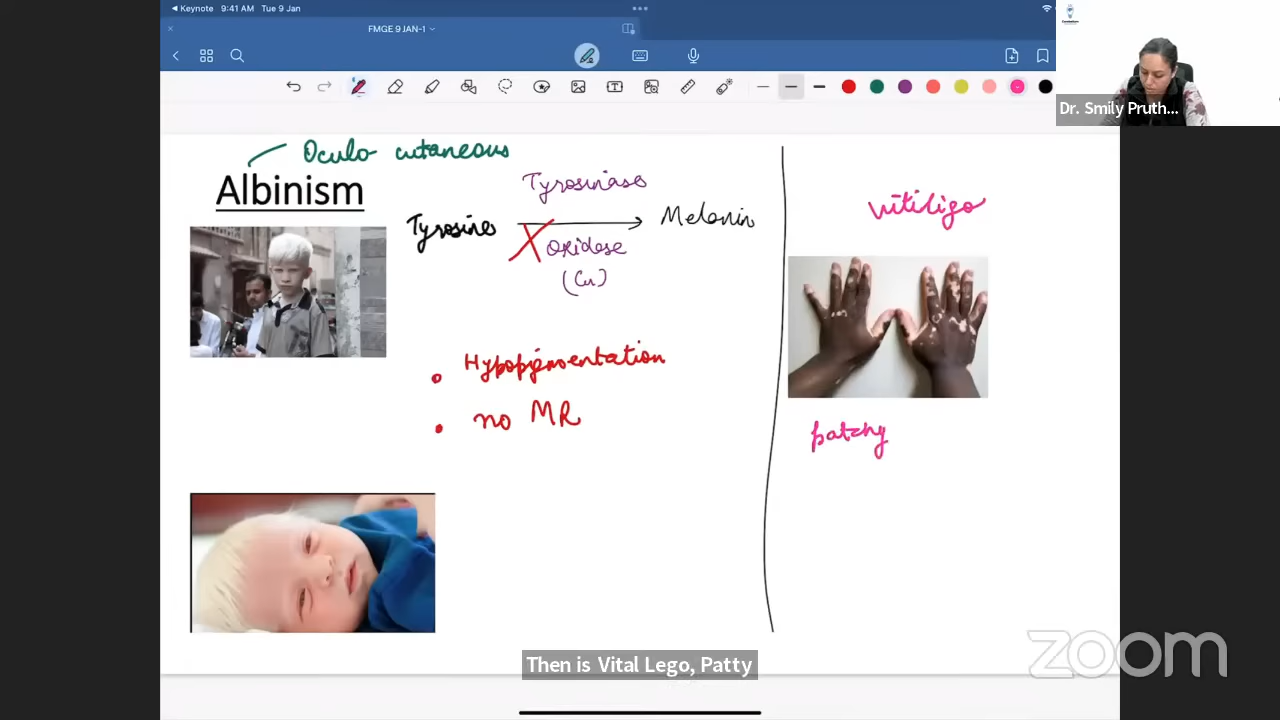 Keynote 9:41 AM Tue 9 Jan
FMGE 9 JAN-1
Dr. Smily Pruth...
Oculo cutaneous
Albinism
Tyrosinase
Tyrosine
Melanin
Oxidase
(Cu)
Hypopigmentation
no MR
Vitiligo
patchy
Then is Vital Lego, Patty
zoom